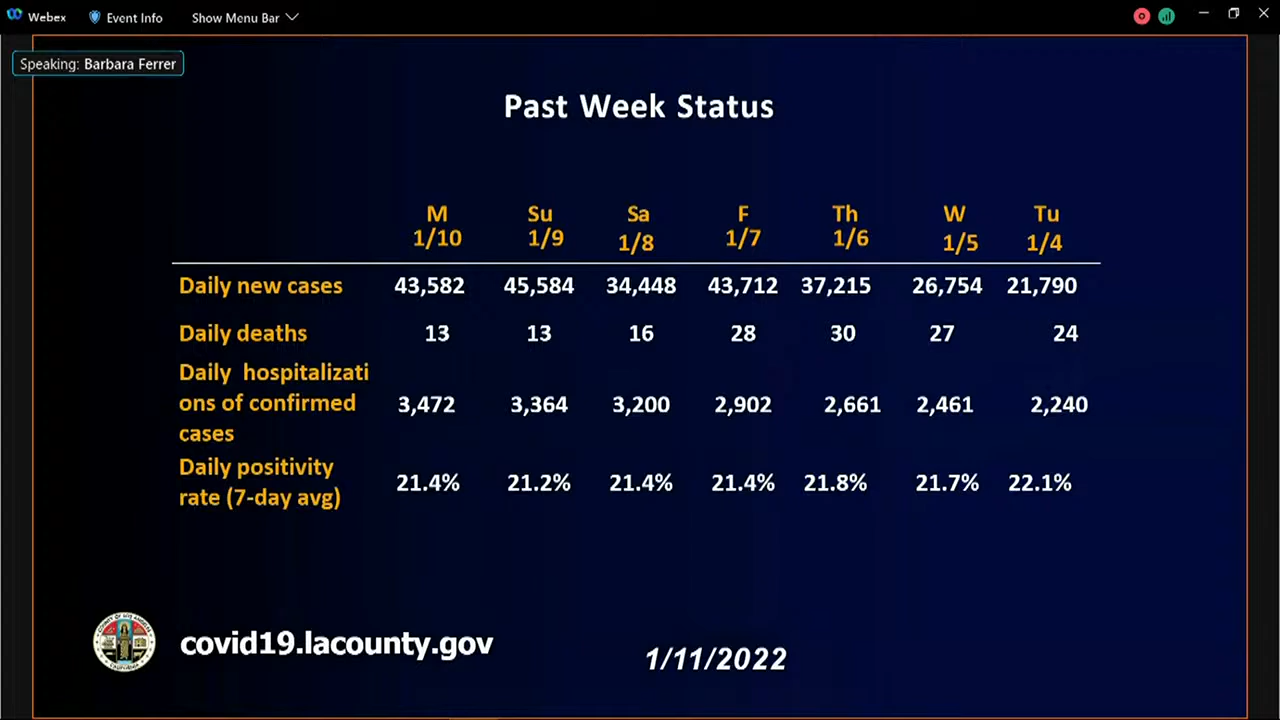 Webex Event Info Show Menu Bar
Speaking: Barbara Ferrer
Past Week Status
M Su Sa F Th W Tu
1/10 1/9 1/8 1/7 1/6 1/5 1/4
Daily new cases 43,582 45,584 34,448 43,712 37,215 26,754 21,790
Daily deaths 13 13 16 28 30 27 24
Daily hospitalizati
ons of confirmed 3,472 3,364 3,200 2,902 2,661 2,461 2,240
cases
Daily positivity
rate (7-day avg) 21.4% 21.2% 21.4% 21.4% 21.8% 21.7% 22.1%
covid19.lacounty.gov
1/11/2022